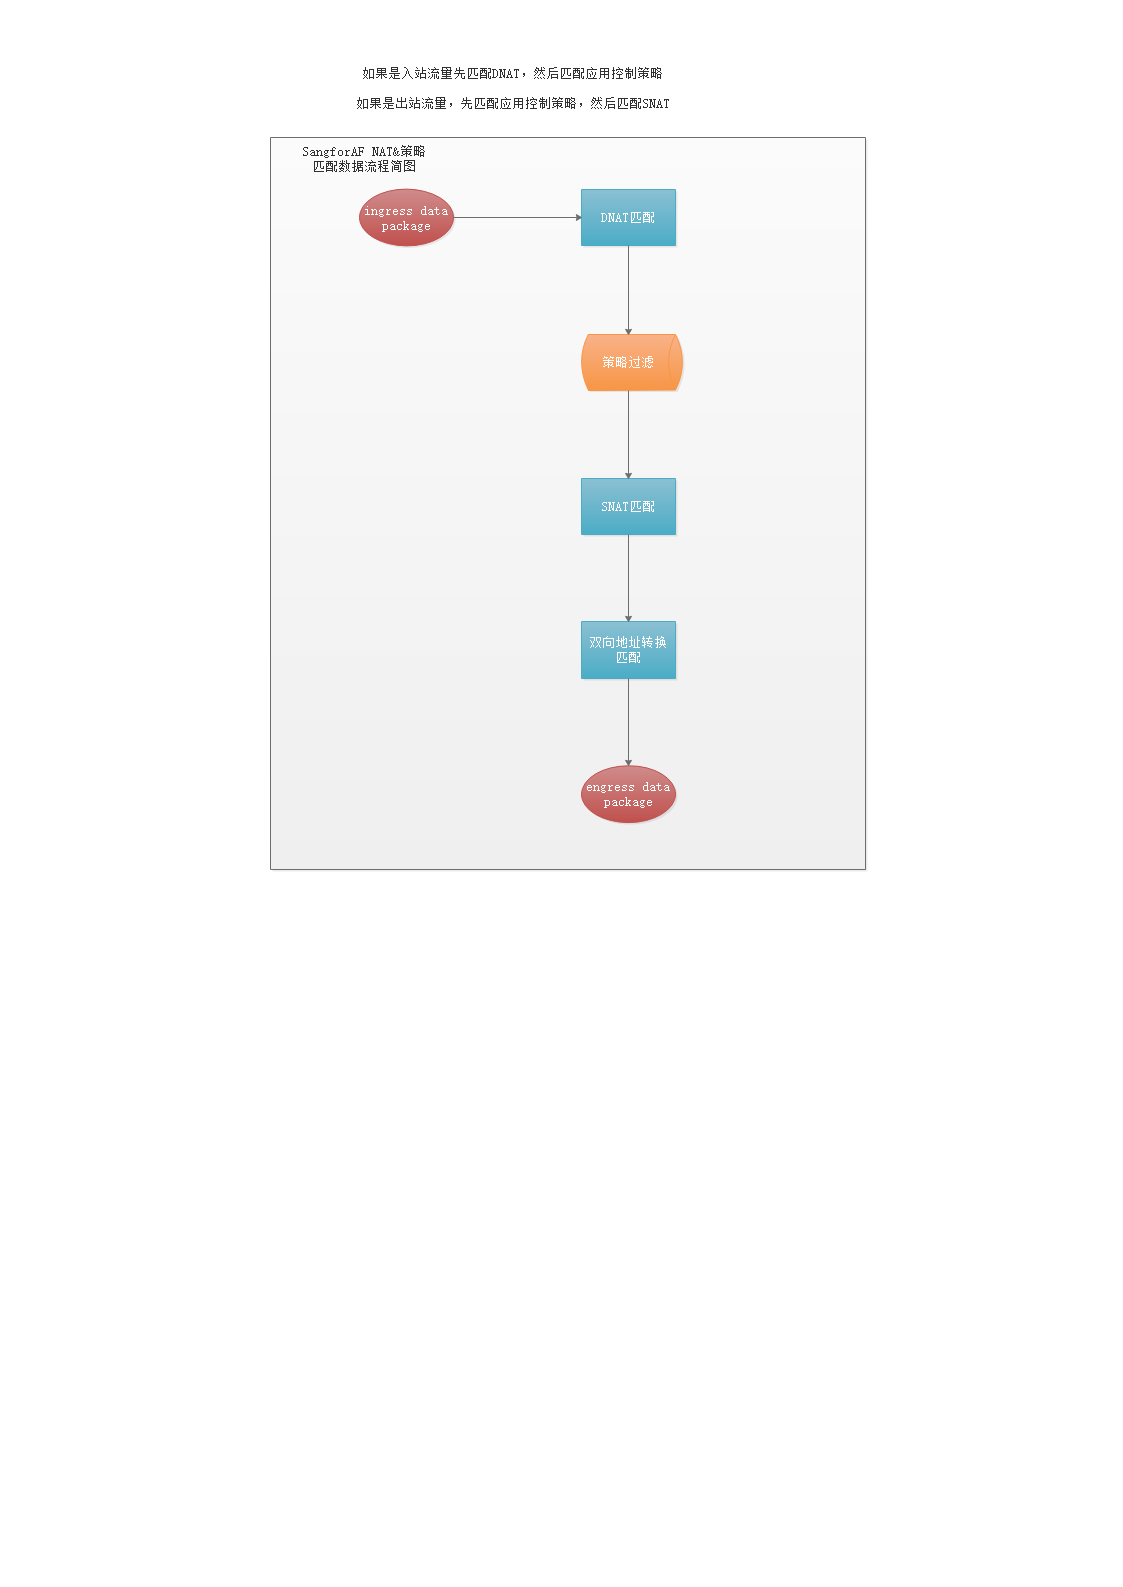 如果是入站流量先匹配DNAT，然后匹配应用控制策略
如果是出站流量，先匹配应用控制策略，然后匹配SNAT
SangforAF NAT&策略
匹配数据流程简图
ingress data
package
DNAT匹配
策略过滤
SNAT匹配
双向地址转换
匹配
engress data
package